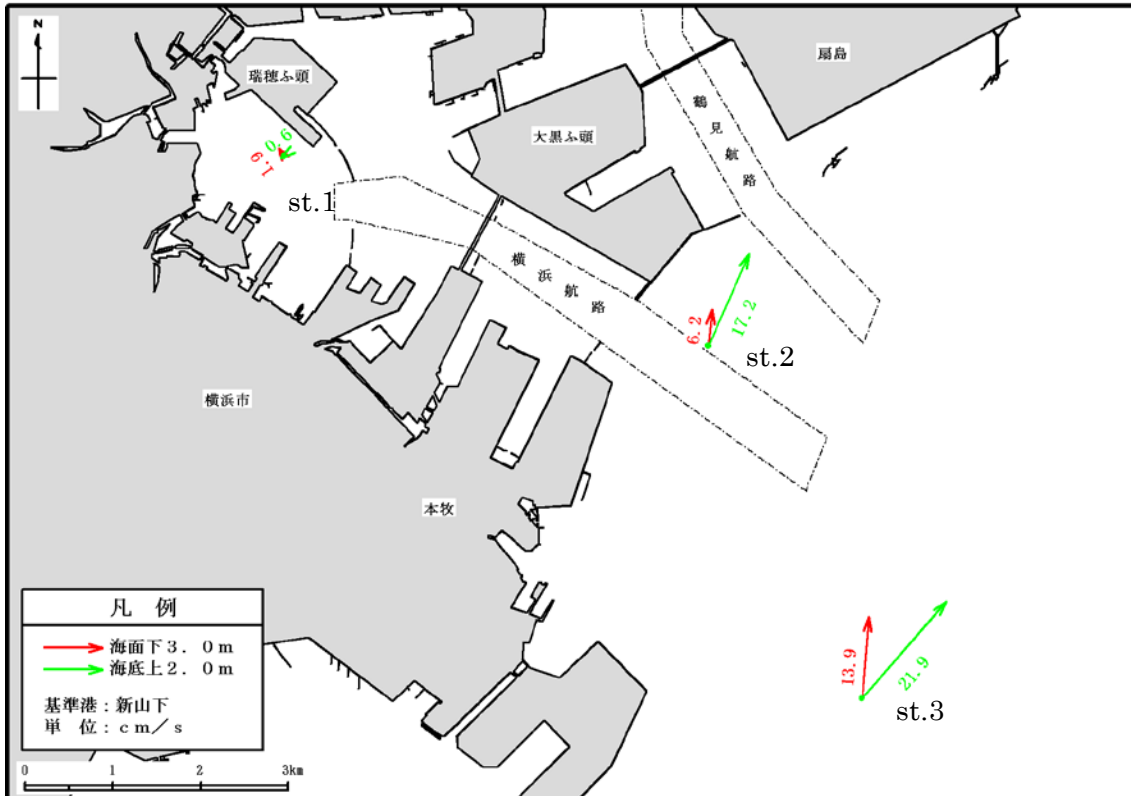 N
瑞穂ふ頭
扇島
鶴見航路
大黒ふ頭
0.6
1.9
st.1
横浜航路
6.2
17.2
st.2
横浜市
本牧
凡 例
海面下3.0m
海底上2.0m
基準港:新山下
単 位:cm/s
13.9
21.9
st.3
0 1 2 3km